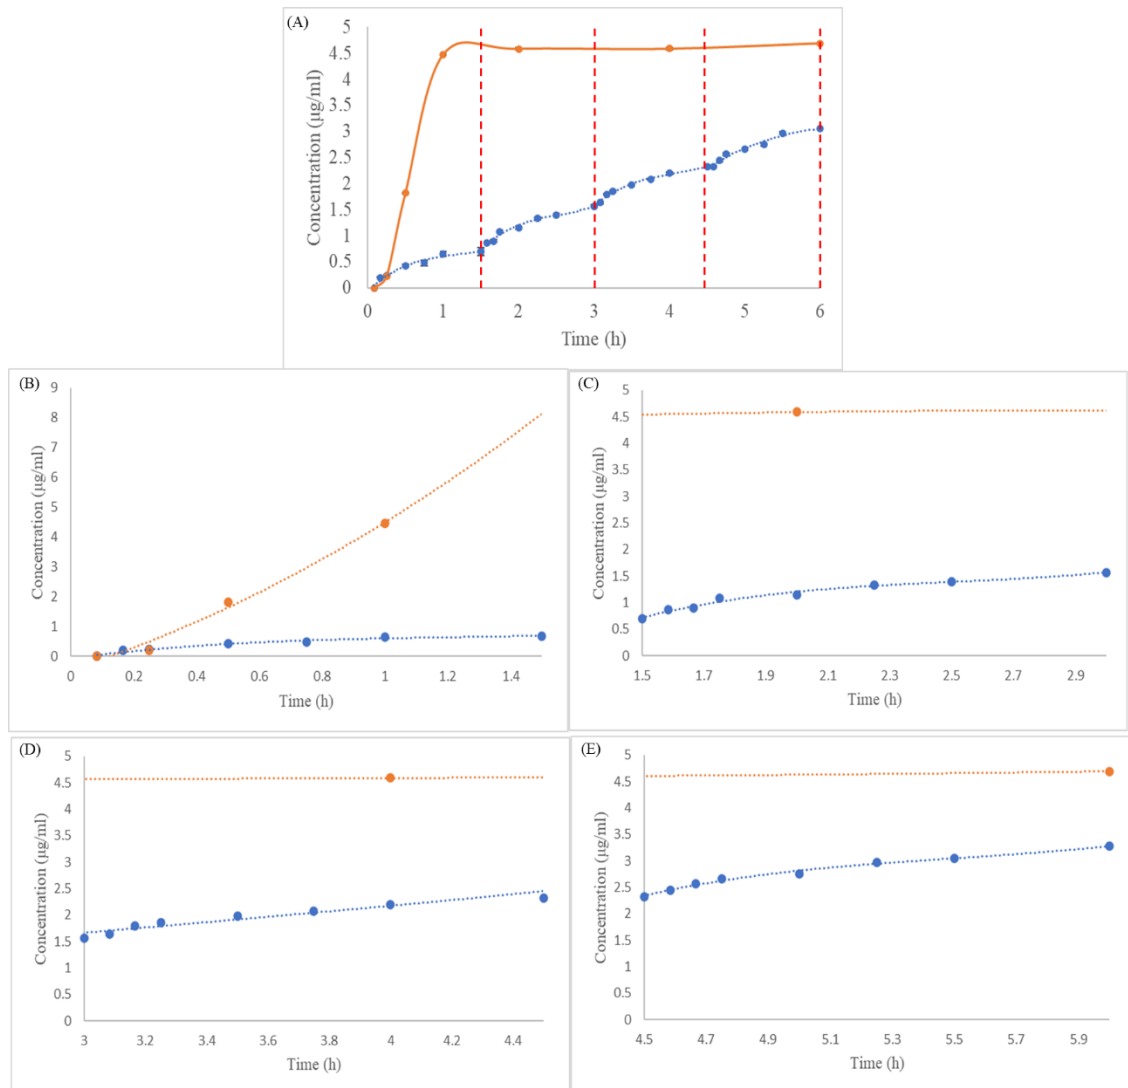 (A)
Concentration (µg/ml)
5
4.5
4
3.5
3
2.5
2
1.5
1
0.5
0
0 1 2 3 4 5 6
Time (h)
(B)
Concentration (µg/ml)
9
8
7
6
5
4
3
2
1
0
0 0.2 0.4 0.6 0.8 1 1.2 1.4
Time (h)
(C)
Concentration (µg/ml)
5
4.5
4
3.5
3
2.5
2
1.5
1
0.5
0
1.5 1.7 1.9 2.1 2.3 2.5 2.7 2.9
Time (h)
(D)
Concentration (µg/ml)
5
4.5
4
3.5
3
2.5
2
1.5
1
0.5
0
3 3.2 3.4 3.6 3.8 4 4.2 4.4
Time (h)
(E)
Concentration (µg/ml)
5
4.5
4
3.5
3
2.5
2
1.5
1
0.5
0
4.5 4.7 4.9 5.1 5.3 5.5 5.7 5.9
Time (h)